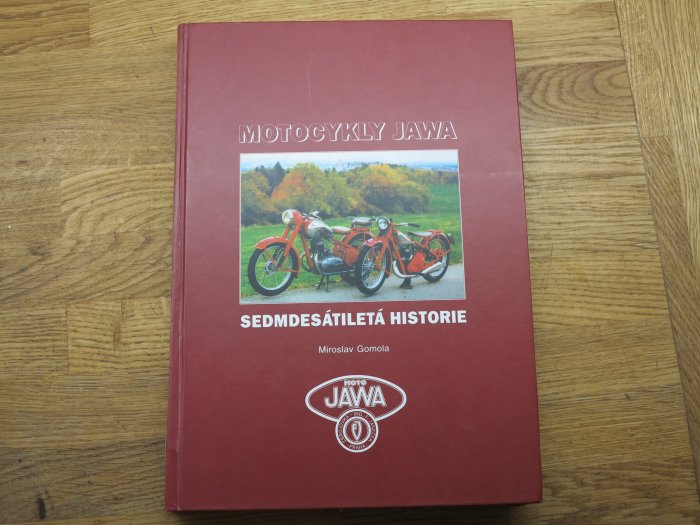 MOTOCYKLY JAWA
SEDMDESÁTILETÁ HISTORIE
Miroslav Gomola
MOTO
JAWA